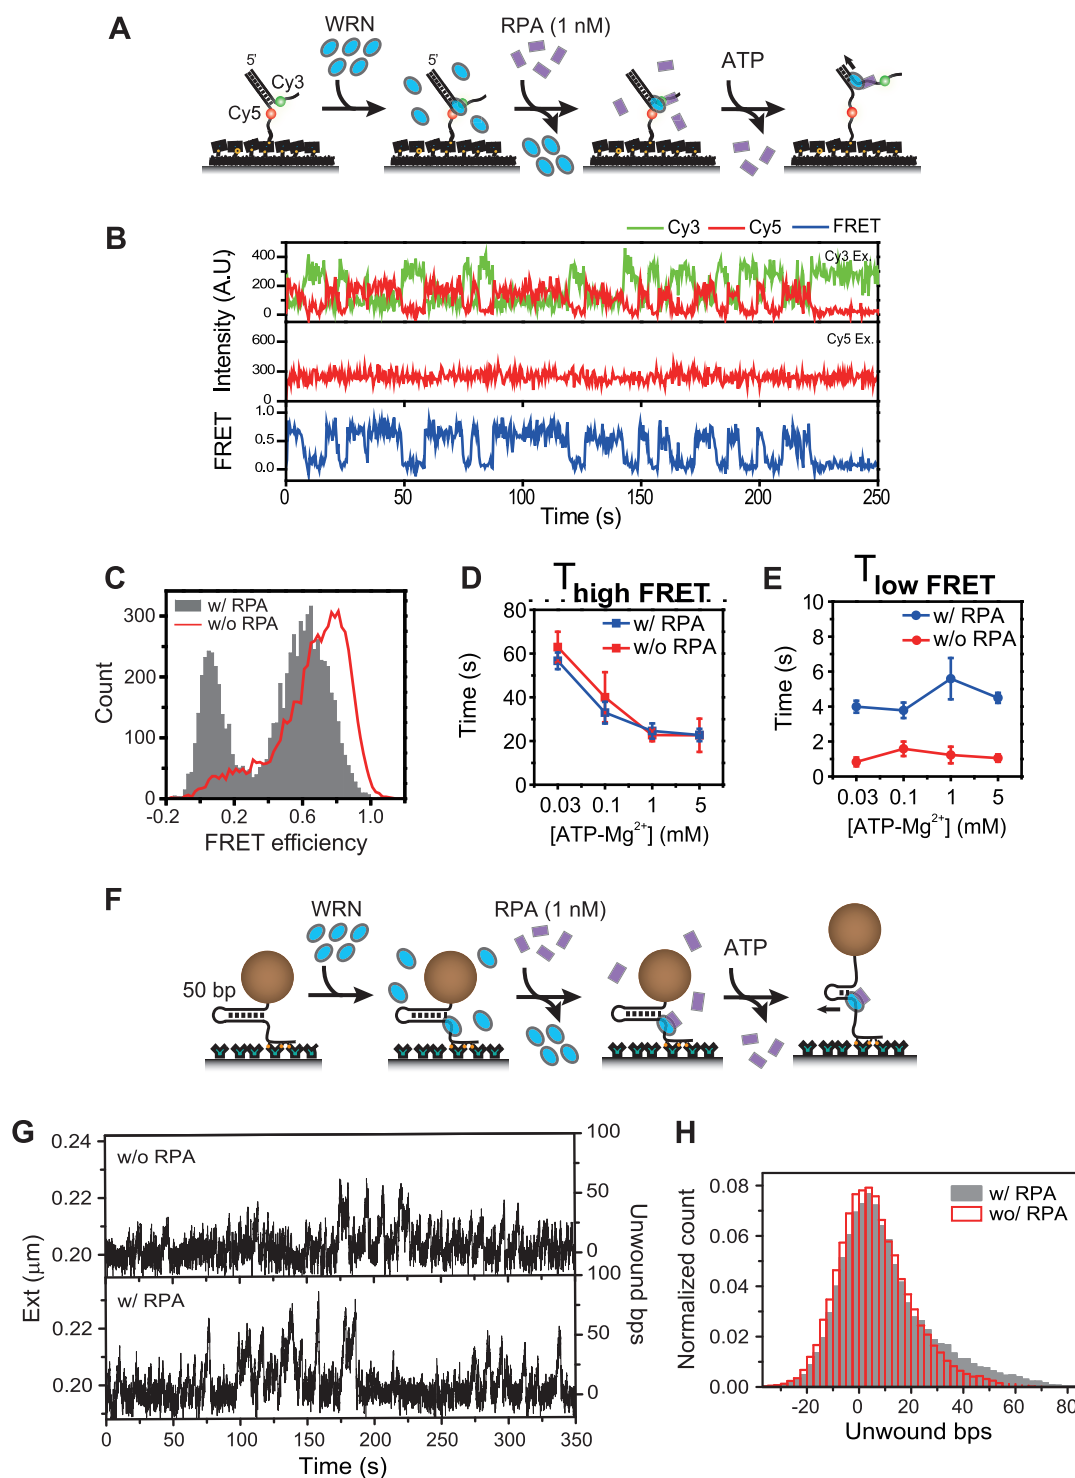 A
WRN
RPA (1 nM)
ATP
5'
Cy3
Cy5
5'
B
Cy3 Cy5 FRET
Intensity (A.U)
400
200
0
Cy3 Ex.
600
300
0
Cy5 Ex.
FRET
1.0
0.5
0.0
0 50 100 150 200 250
Time (s)
C
w/ RPA
w/o RPA
Count
300
200
100
0
-0.2 0.2 0.6 1.0
FRET efficiency
D
T high FRET
w/ RPA
w/o RPA
Time (s)
80
60
40
20
0
0.03 0.1 1 5
[ATP-Mg²⁺] (mM)
E
T low FRET
w/ RPA
w/o RPA
Time (s)
10
8
6
4
2
0
0.03 0.1 1 5
[ATP-Mg²⁺] (mM)
F
WRN
RPA (1 nM)
ATP
50 bp
G
w/o RPA
w/ RPA
Ext (μm)
0.24
0.22
0.20
0.22
0.20
100
50
0
100
50
0
Unwound bps
0 50 100 150 200 250 300 350
Time (s)
H
w/ RPA
wo/ RPA
Normalized count
0.08
0.06
0.04
0.02
0.00
-20 0 20 40 60 80
Unwound bps